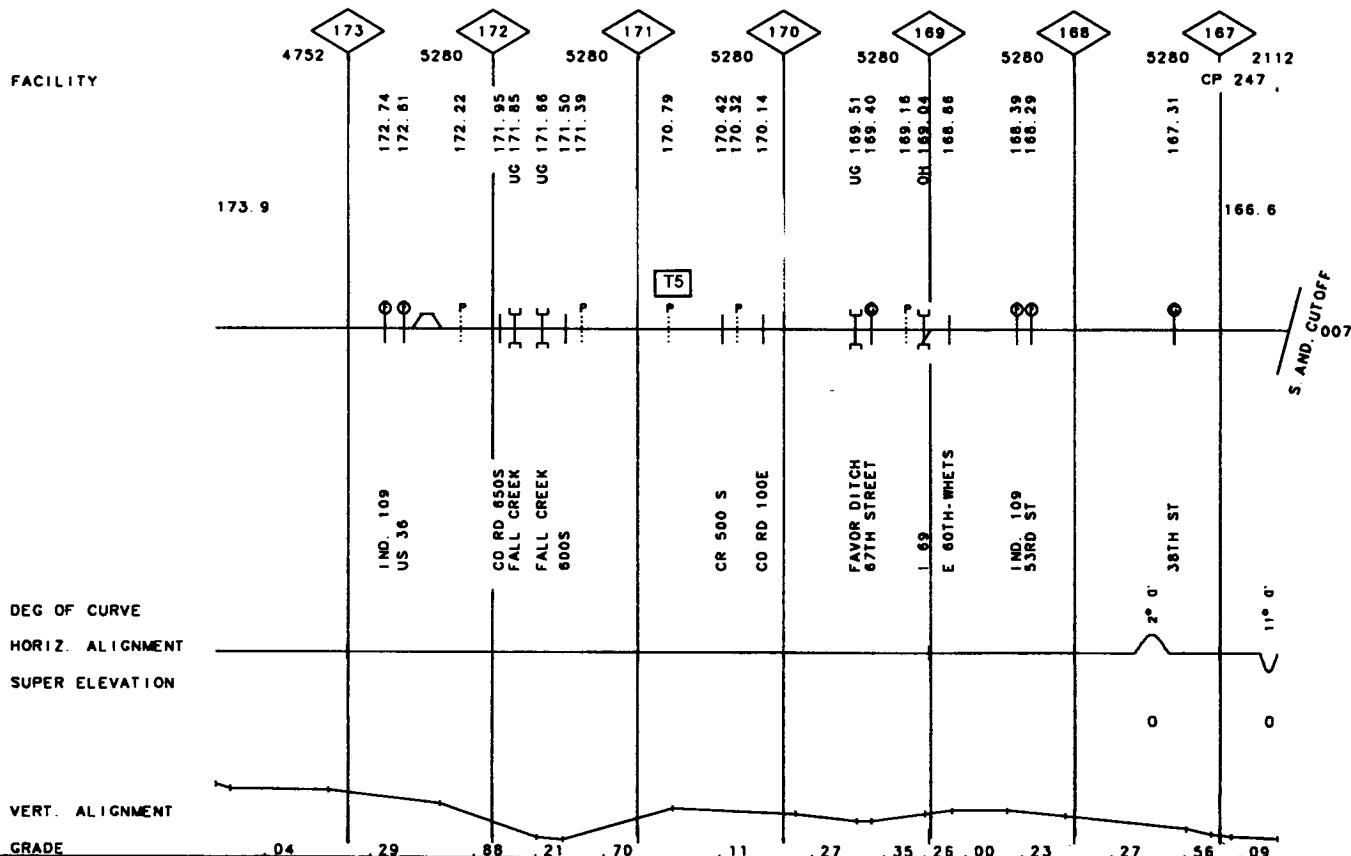 173 172 171 170 169 168 167
4752 5280 5280 5280 5280 5280 5280 2112
FACILITY
CP 247
172.74
172.61
172.22
171.95
UG 171.85
UG 171.66
171.50
171.39
170.79
170.42
170.32
170.14
UG 169.51
169.40
169.16
OH 169.04
168.86
168.39
168.29
167.31
173.9
166.6
T5
P P P P P
S. AND. CUTOFF
007
IND. 109
US 36
CO RD 650S
FALL CREEK
FALL CREEK
600S
CR 500 S
CO RD 100E
FAVOR DITCH
67TH STREET
I 69
E 60TH-WHETS
IND. 109
53RD ST
38TH ST
DEG OF CURVE
2° 0'
11° 0'
HORIZ. ALIGNMENT
SUPER ELEVATION
0 0
VERT. ALIGNMENT
GRADE .04 .29 .88 .21 .70 .11 .27 .35 .26 .00 .23 .27 .56 .09